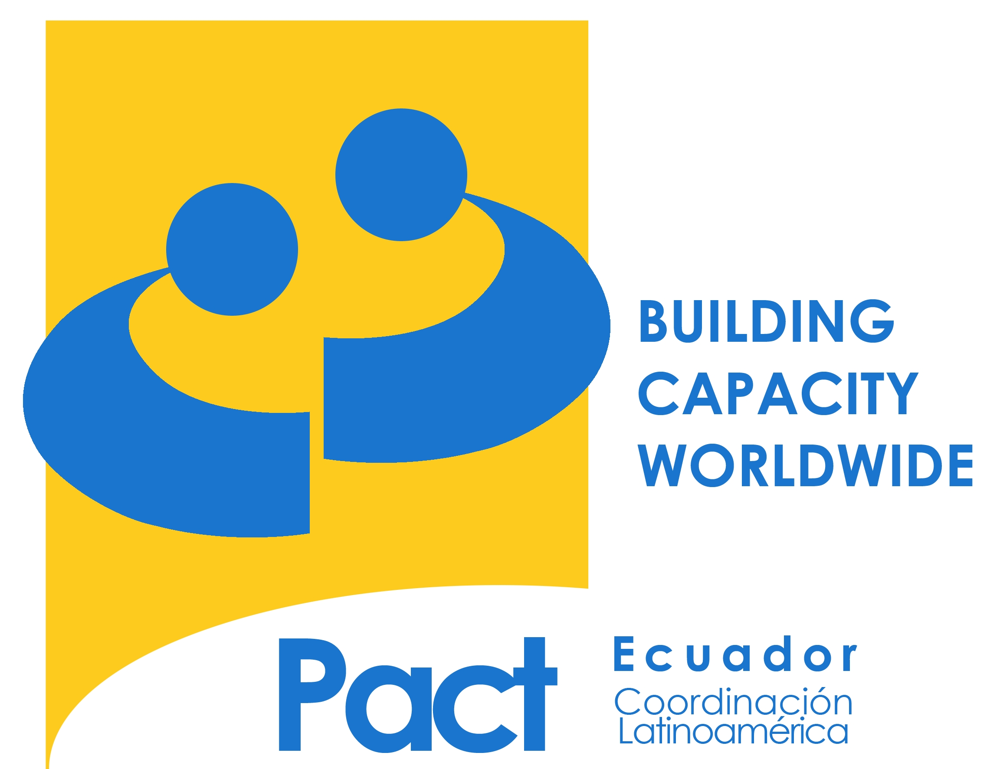 BUILDING
CAPACITY
WORLDWIDE
Pact
Ecuador
Coordinación
Latinoamérica